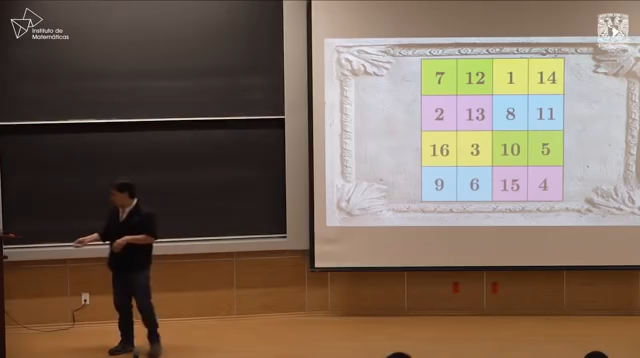 Instituto de
Matemáticas
7 12 1 14
2 13 8 11
16 3 10 5
9 6 15 4